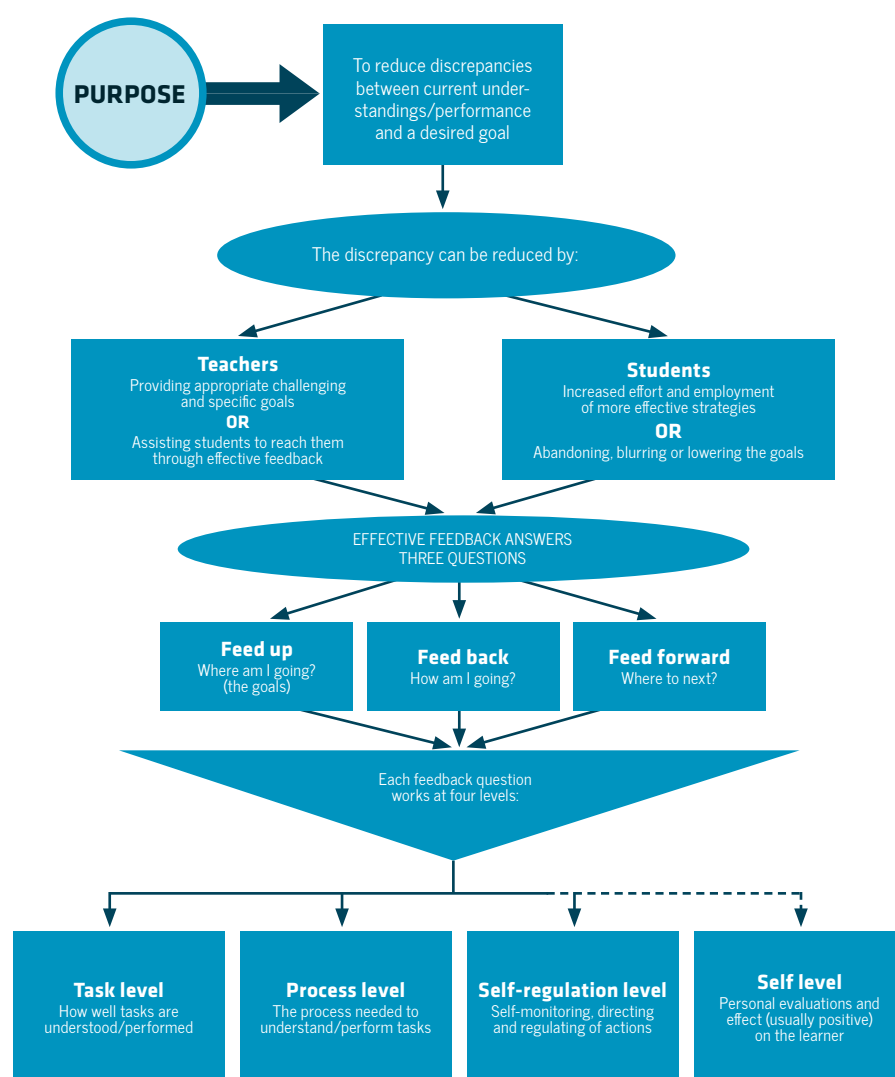 PURPOSE
To reduce discrepancies
between current under-
standings/performance
and a desired goal
The discrepancy can be reduced by:
Teachers
Providing appropriate challenging
and specific goals
OR
Assisting students to reach them
through effective feedback
Students
Increased effort and employment
of more effective strategies
OR
Abandoning, blurring or lowering the goals
EFFECTIVE FEEDBACK ANSWERS
THREE QUESTIONS
Feed up
Where am I going?
(the goals)
Feed back
How am I going?
Feed forward
Where to next?
Each feedback question
works at four levels:
Task level
How well tasks are
understood/performed
Process level
The process needed to
understand/perform tasks
Self-regulation level
Self-monitoring, directing
and regulating of actions
Self level
Personal evaluations and
effect (usually positive)
on the learner